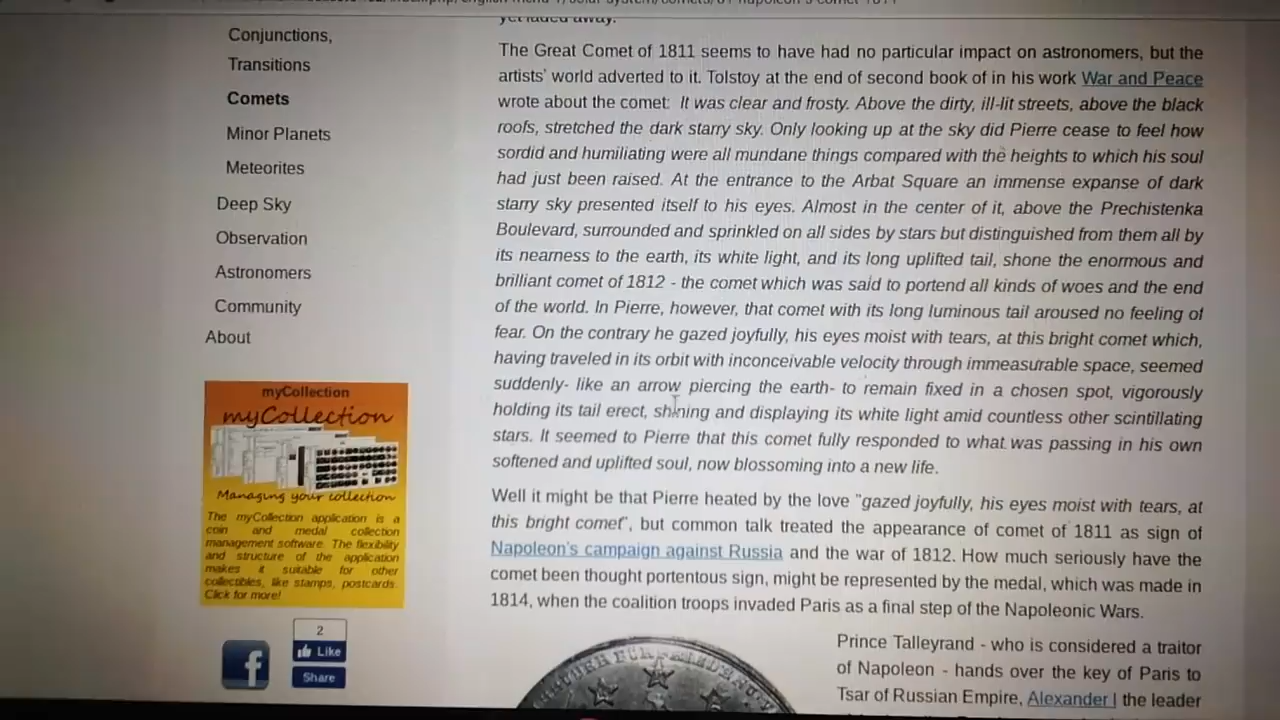 Conjunctions,
Transitions
Comets
Minor Planets
Meteorites
Deep Sky
Observation
Astronomers
Community
About
myCollection
myCollection
Managing your collection
The myCollection application is a
coin and medal collection
management software. The flexibility
and structure of the application
makes it suitable for other
collectibles, like stamps, postcards.
Click for more!
2
Like
Share
yet faded away.
The Great Comet of 1811 seems to have had no particular impact on astronomers, but the
artists' world adverted to it. Tolstoy at the end of second book of in his work War and Peace
wrote about the comet: It was clear and frosty. Above the dirty, ill-lit streets, above the black
roofs, stretched the dark starry sky. Only looking up at the sky did Pierre cease to feel how
sordid and humiliating were all mundane things compared with the heights to which his soul
had just been raised. At the entrance to the Arbat Square an immense expanse of dark
starry sky presented itself to his eyes. Almost in the center of it, above the Prechistenka
Boulevard, surrounded and sprinkled on all sides by stars but distinguished from them all by
its nearness to the earth, its white light, and its long uplifted tail, shone the enormous and
brilliant comet of 1812 - the comet which was said to portend all kinds of woes and the end
of the world. In Pierre, however, that comet with its long luminous tail aroused no feeling of
fear. On the contrary he gazed joyfully, his eyes moist with tears, at this bright comet which,
having traveled in its orbit with inconceivable velocity through immeasurable space, seemed
suddenly- like an arrow piercing the earth- to remain fixed in a chosen spot, vigorously
holding its tail erect, shining and displaying its white light amid countless other scintillating
stars. It seemed to Pierre that this comet fully responded to what was passing in his own
softened and uplifted soul, now blossoming into a new life.
Well it might be that Pierre heated by the love "gazed joyfully, his eyes moist with tears, at
this bright comet", but common talk treated the appearance of comet of 1811 as sign of
Napoleon's campaign against Russia and the war of 1812. How much seriously have the
comet been thought portentous sign, might be represented by the medal, which was made in
1814, when the coalition troops invaded Paris as a final step of the Napoleonic Wars.
Prince Talleyrand - who is considered a traitor
of Napoleon - hands over the key of Paris to
Tsar of Russian Empire, Alexander I the leader